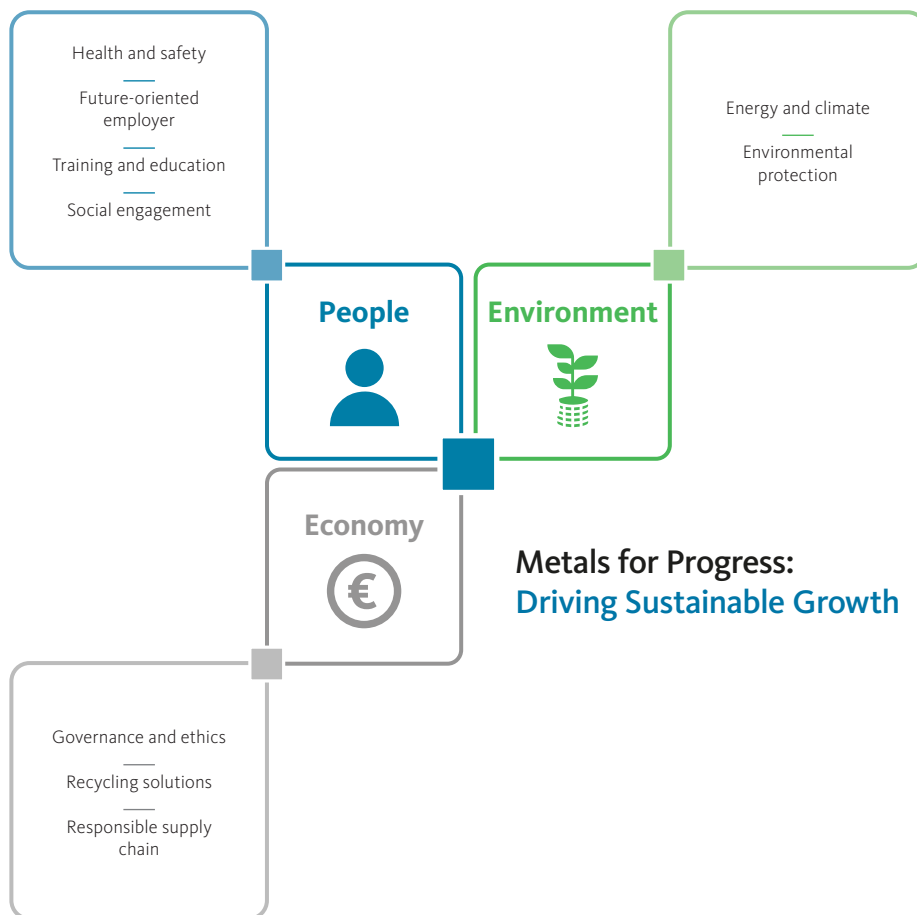 Health and safety
Future-oriented
employer
Training and education
Social engagement
Energy and climate
Environmental
protection
People
Environment
Economy
€
Metals for Progress:
Driving Sustainable Growth
Governance and ethics
Recycling solutions
Responsible supply
chain